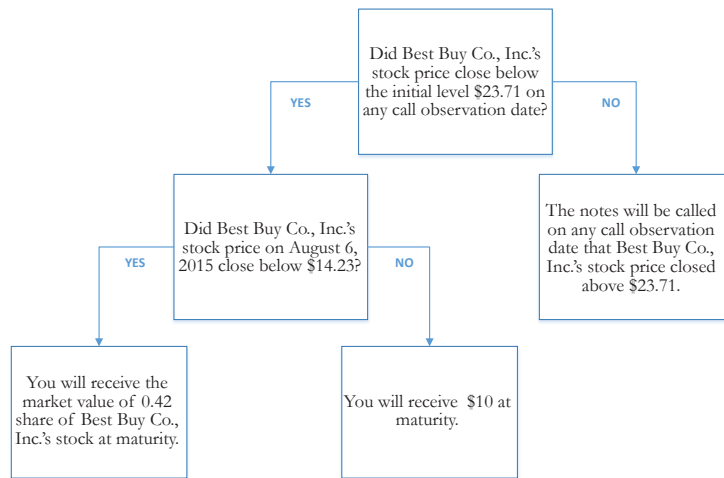 Did Best Buy Co., Inc.'s
stock price close below
the initial level $23.71 on
any call observation date?
YES
NO
Did Best Buy Co., Inc.'s
stock price on August 6,
2015 close below $14.23?
The notes will be called
on any call observation
date that Best Buy Co.,
Inc.'s stock price closed
above $23.71.
YES
NO
You will receive the
market value of 0.42
share of Best Buy Co.,
Inc.'s stock at maturity.
You will receive $10 at
maturity.